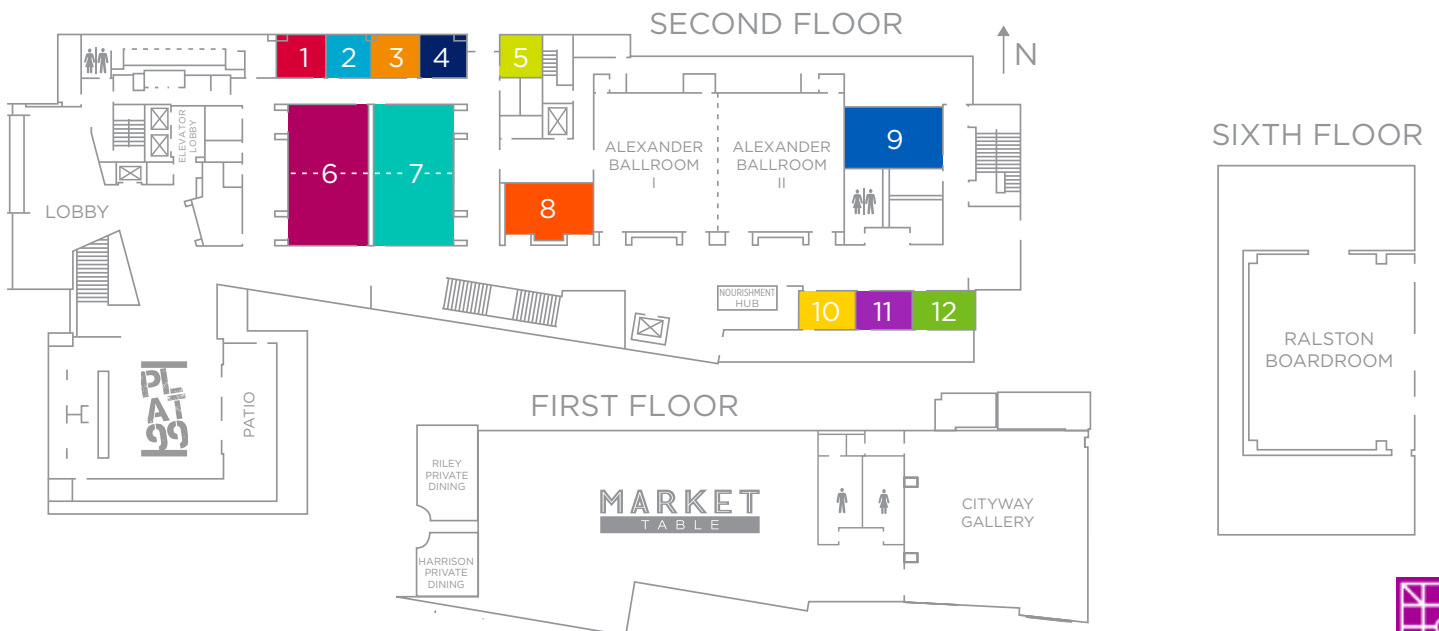 SECOND FLOOR
N
1
2
3
4
5
6
7
8
9
10
11
12
ELEVATOR
LOBBY
LOBBY
ALEXANDER
BALLROOM
I
ALEXANDER
BALLROOM
II
NOURISHMENT
HUB
PL
AT
99
PATIO
FIRST FLOOR
RILEY
PRIVATE
DINING
HARRISON
PRIVATE
DINING
MARKET
TABLE
CITYWAY
GALLERY
SIXTH FLOOR
RALSTON
BOARDROOM